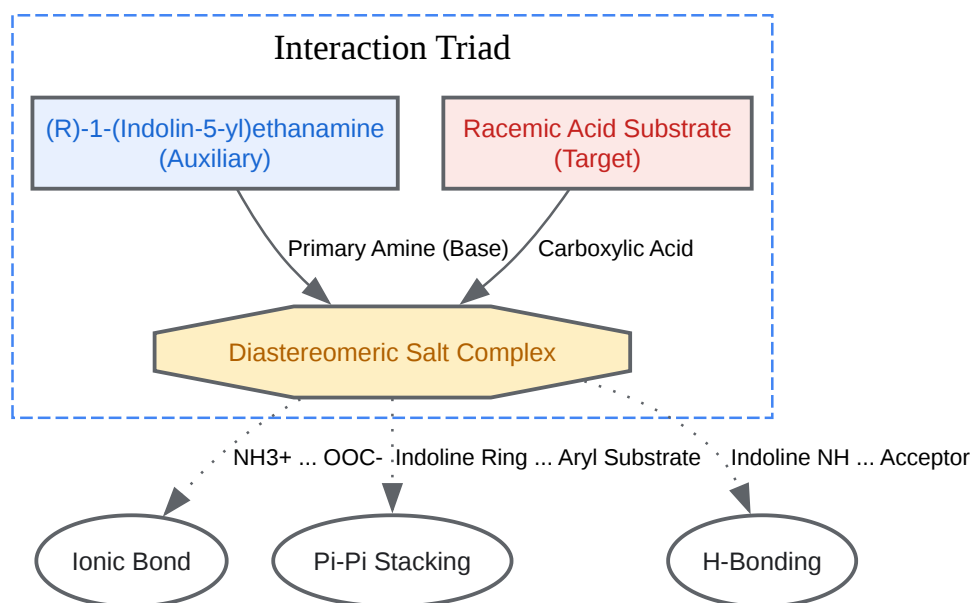 Interaction Triad
(R)-1-(Indolin-5-yl)ethanamine
(Auxiliary)
Racemic Acid Substrate
(Target)
Primary Amine (Base)
Carboxylic Acid
Diastereomeric Salt Complex
NH3+ ... OOC-
Indoline Ring ... Aryl Substrate
Indoline NH ... Acceptor
Ionic Bond
Pi-Pi Stacking
H-Bonding